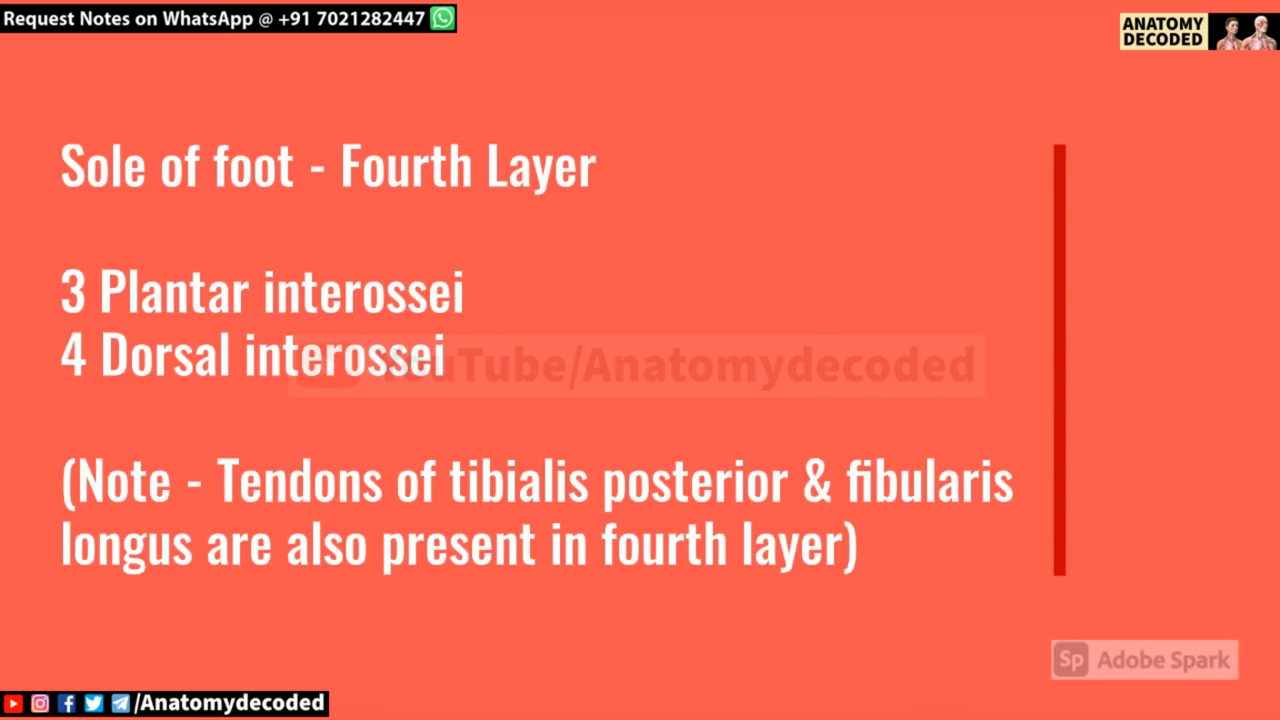 Request Notes on WhatsApp @ +91 7021282447
ANATOMY
DECODED
Sole of foot - Fourth Layer
3 Plantar interossei
4 Dorsal interossei
YouTube/Anatomydecoded
(Note - Tendons of tibialis posterior & fibularis
longus are also present in fourth layer)
Sp Adobe Spark
/Anatomydecoded